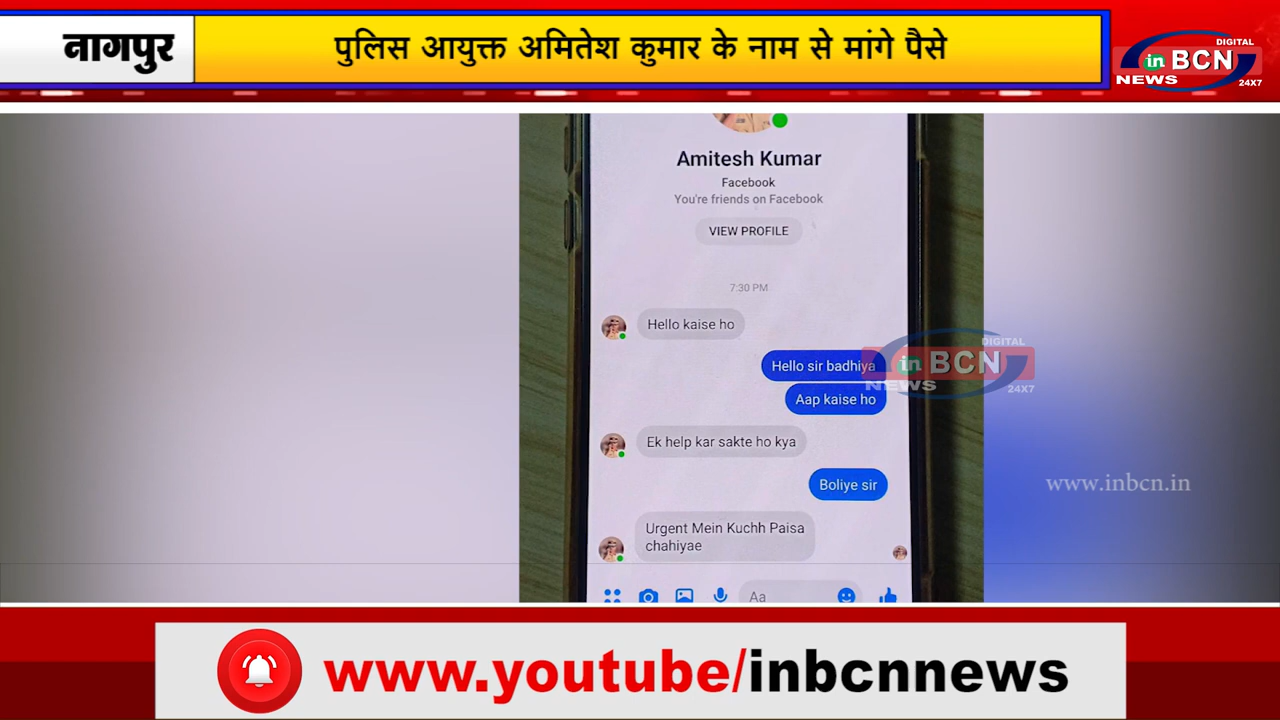 नागपुर
पुलिस आयुक्त अमितेश कुमार के नाम से मांगे पैसे
DIGITAL
in BCN
NEWS
24X7
Amitesh Kumar
Facebook
You're friends on Facebook
VIEW PROFILE
7:30 PM
Hello kaise ho
Hello sir badhiya
Aap kaise ho
Ek help kar sakte ho kya
Boliye sir
Urgent Mein Kuchh Paisa
chahiyae
Aa
DIGITAL
in BCN
NEWS
24X7
www.inbcn.in
www.youtube/inbcnnews